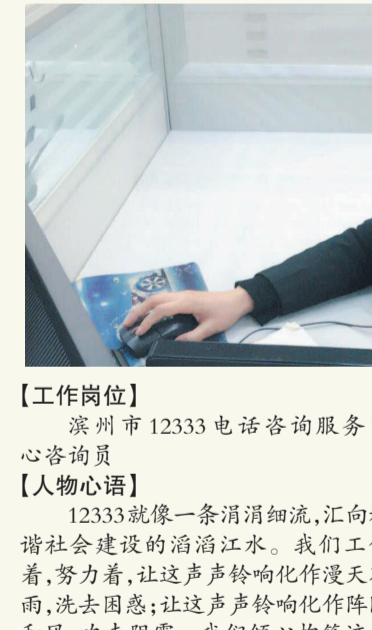 【工作岗位】
滨州市12333电话咨询服务
心咨询员
【人物心语】
12333就像一条涓涓细流,汇向
谐社会建设的滔滔江水。我们工
着,努力着,让这声声铃响化作漫天
雨,洗去困惑;让这声声铃响化作阵